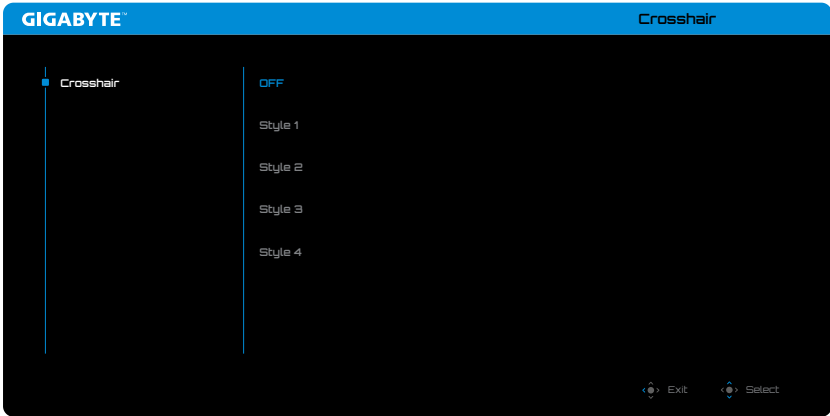 GIGABYTE™
Crosshair
Crosshair
OFF
Style 1
Style 2
Style 3
Style 4
Exit
Select